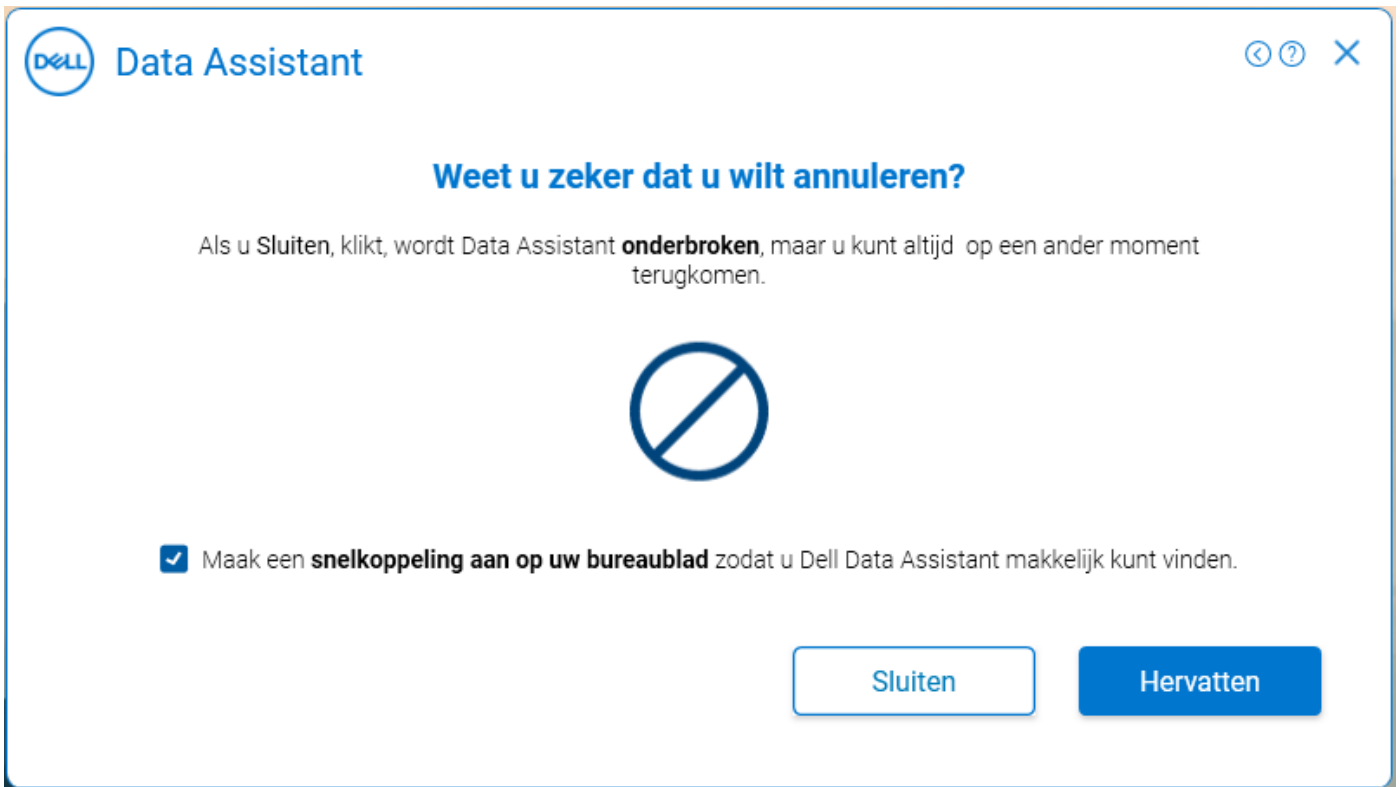 DELL Data Assistant
Weet u zeker dat u wilt annuleren?
Als u Sluiten, klikt, wordt Data Assistant onderbroken, maar u kunt altijd op een ander moment
terugkomen.
Maak een snelkoppeling aan op uw bureaublad zodat u Dell Data Assistant makkelijk kunt vinden.
Sluiten Hervatten